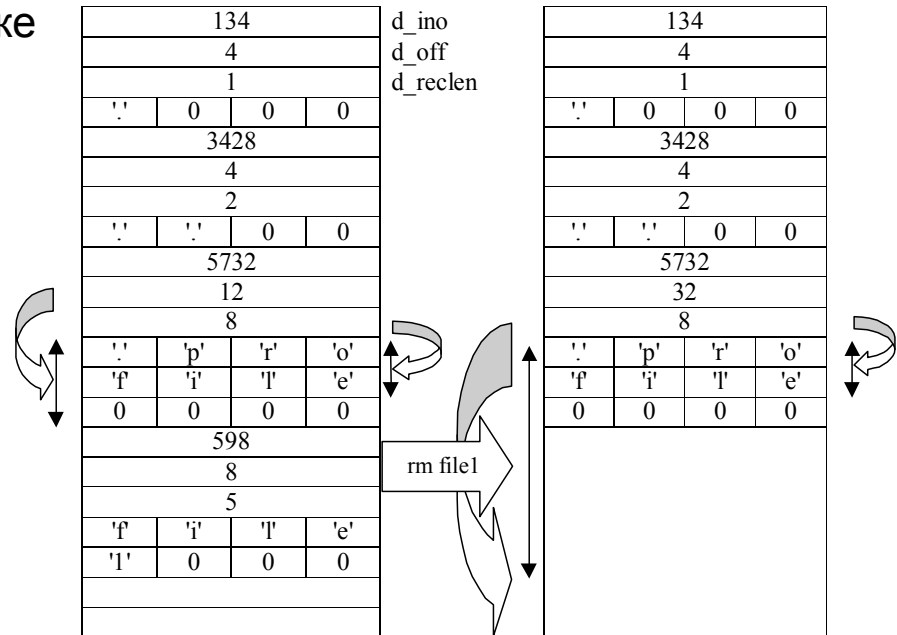 ке
134 d_ino 134
4 d_off 4
1 d_reclen 1
'.' 0 0 0 '.' 0 0 0
3428 3428
4 4
2 2
'.' '.' 0 0 '.' '.' 0 0
5732 5732
12 32
8 8
'.' 'p' 'r' 'o' '.' 'p' 'r' 'o'
'f' 'i' 'l' 'e' 'f' 'i' 'l' 'e'
0 0 0 0 0 0 0 0
598
8 rm file1
5
'f' 'i' 'l' 'e'
'1' 0 0 0